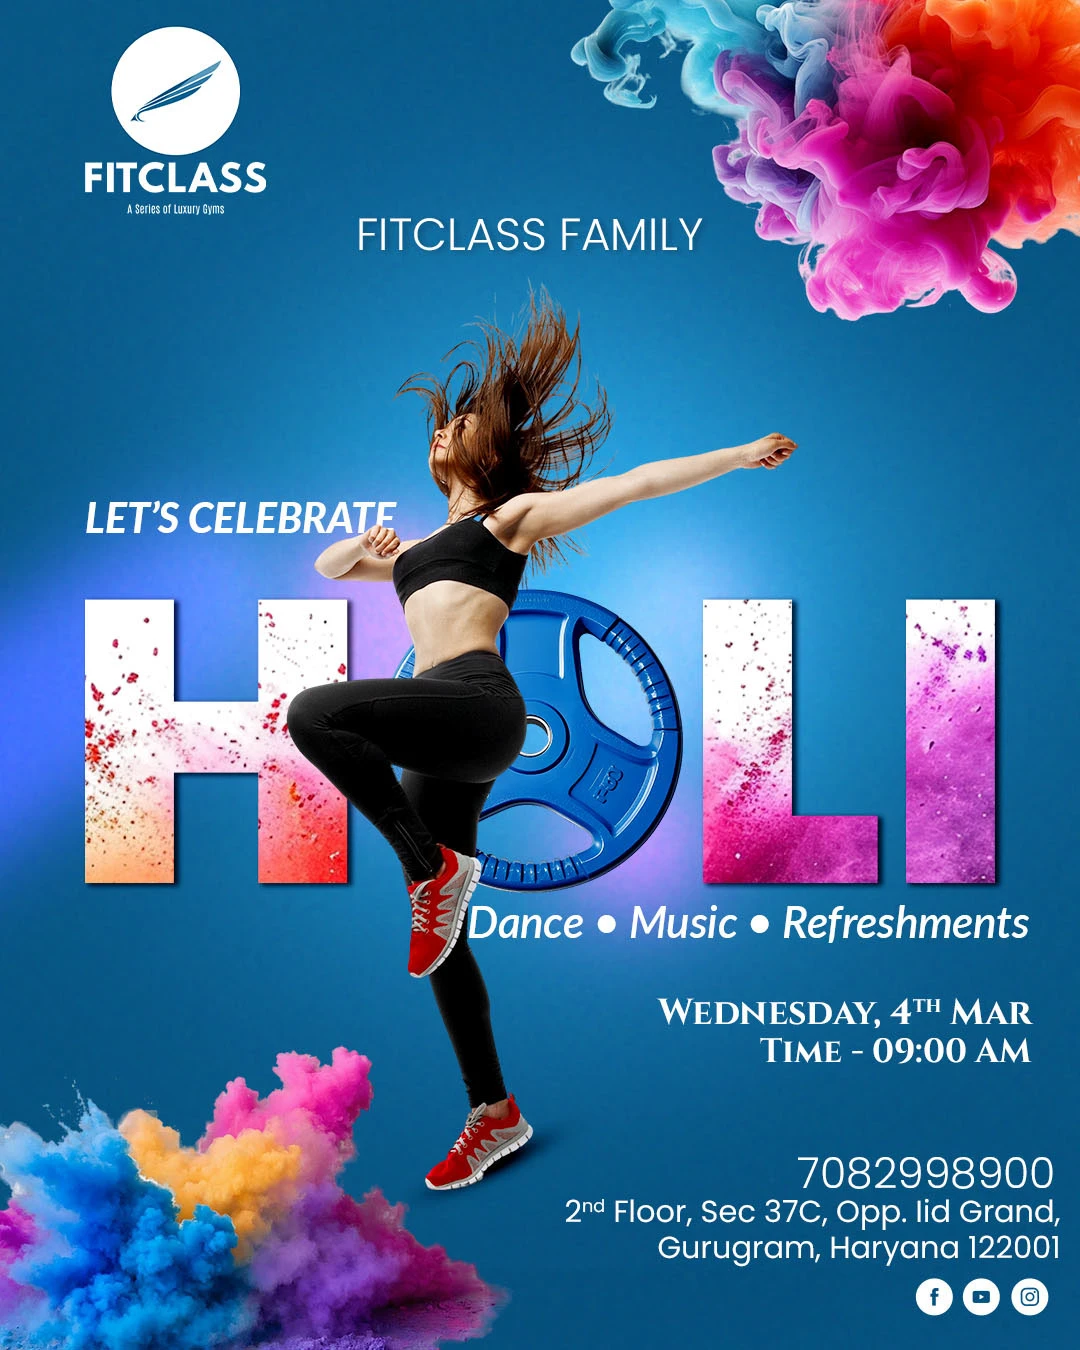 FITCLASS
A Series of Luxury Gyms
FITCLASS FAMILY
LET'S CELEBRATE
HOLI
Dance • Music • Refreshments
WEDNESDAY, 4TH MAR
TIME - 09:00 AM
7082998900
2nd Floor, Sec 37C, Opp. Iid Grand,
Gurugram, Haryana 122001